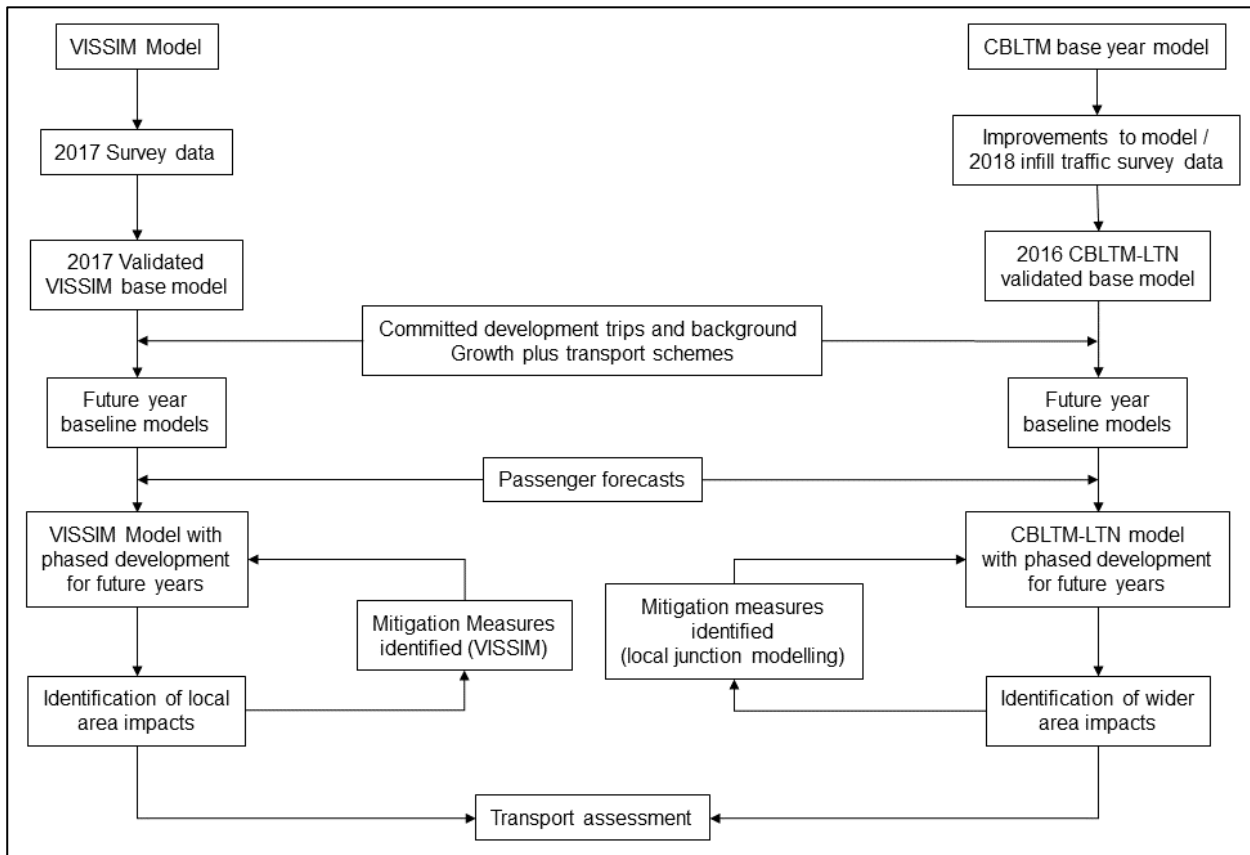 VISSIM Model
CBLTM base year model
2017 Survey data
Improvements to model /
2018 infill traffic survey data
2017 Validated
VISSIM base model
2016 CBLTM-LTN
validated base model
Committed development trips and background
Growth plus transport schemes
Future year
baseline models
Future year
baseline models
Passenger forecasts
VISSIM Model with
phased development
for future years
CBLTM-LTN model
with phased development
for future years
Mitigation Measures
identified (VISSIM)
Mitigation measures
identified
(local junction modelling)
Identification of local
area impacts
Identification of wider
area impacts
Transport assessment